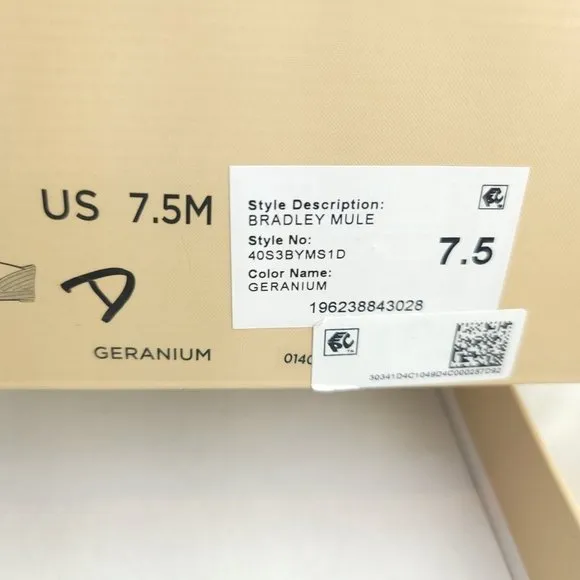 US 7.5M
D
GERANIUM
0140
Style Description:
BRADLEY MULE
Style No:
40S3BYMS1D
7.5
Color Name:
GERANIUM
196238843028